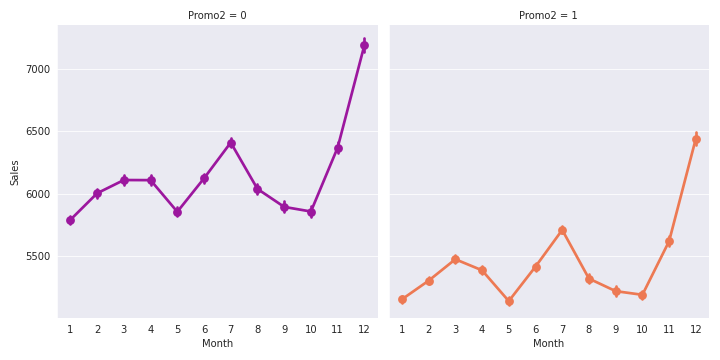 Promo2 = 0
Promo2 = 1
7000
6500
6000
5500
Sales
1 2 3 4 5 6 7 8 9 10 11 12
1 2 3 4 5 6 7 8 9 10 11 12
Month
Month